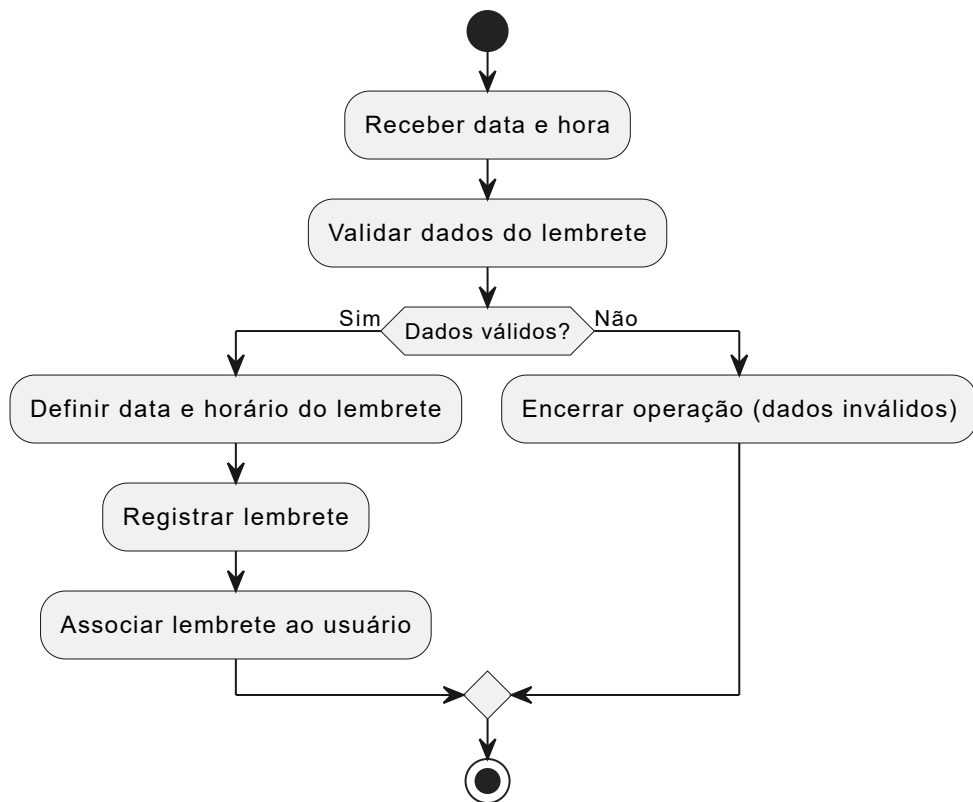 Receber data e hora
Validar dados do lembrete
Sim
Dados válidos?
Não
Definir data e horário do lembrete
Encerrar operação (dados inválidos)
Registrar lembrete
Associar lembrete ao usuário